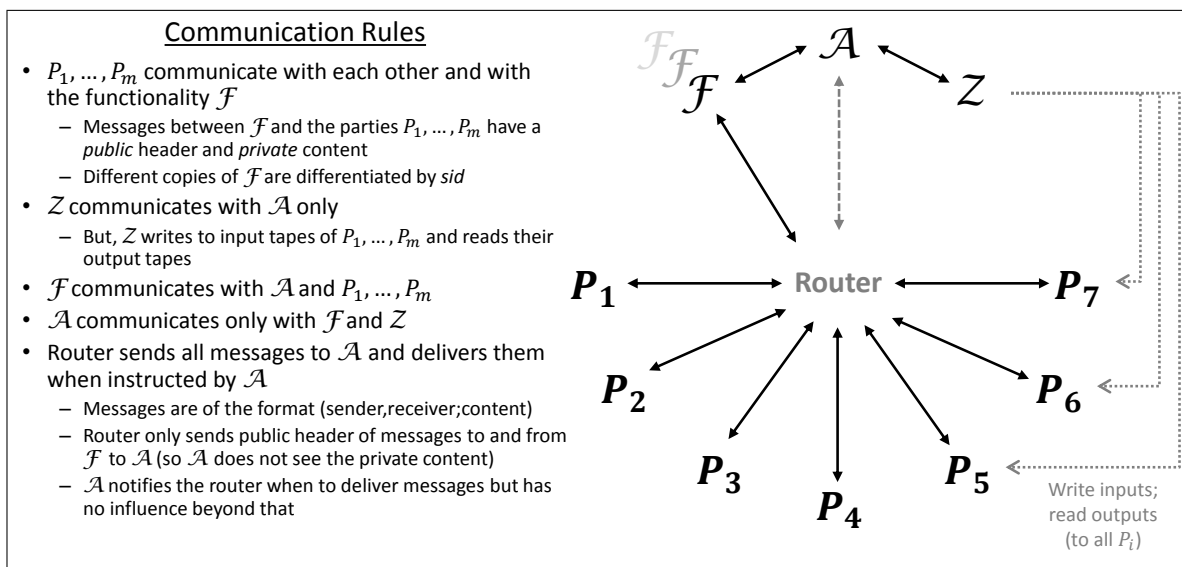 Communication Rules
• P₁, … , Pₘ communicate with each other and with
the functionality ℱ
– Messages between ℱ and the parties P₁, … , Pₘ have a
public header and private content
– Different copies of ℱ are differentiated by sid
• 𝒵 communicates with 𝒜 only
– But, 𝒵 writes to input tapes of P₁, … , Pₘ and reads their
output tapes
• ℱ communicates with 𝒜 and P₁, … , Pₘ
• 𝒜 communicates only with ℱ and 𝒵
• Router sends all messages to 𝒜 and delivers them
when instructed by 𝒜
– Messages are of the format (sender,receiver;content)
– Router only sends public header of messages to and from
ℱ to 𝒜 (so 𝒜 does not see the private content)
– 𝒜 notifies the router when to deliver messages but has
no influence beyond that
𝒜
ℱ
ℱ
ℱ
𝒵
P₁
Router
P₇
P₂
P₆
P₃
P₅
P₄
Write inputs;
read outputs
(to all Pᵢ)